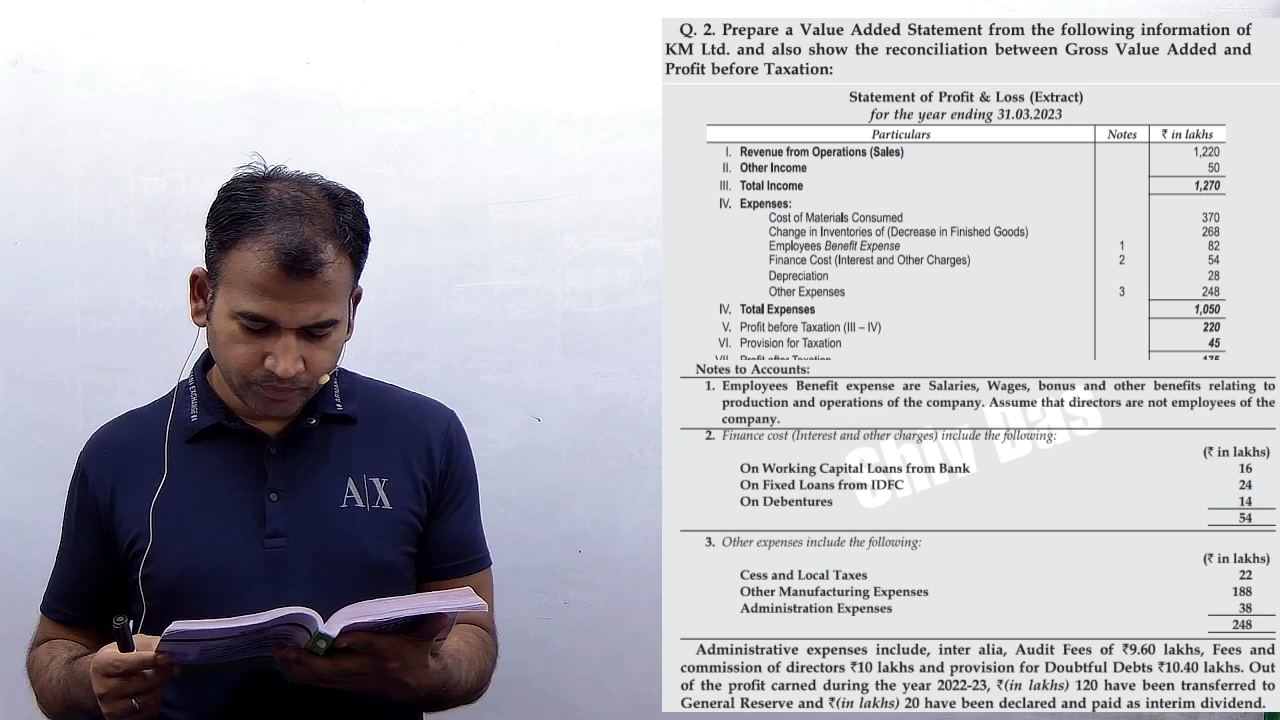 Q. 2. Prepare a Value Added Statement from the following information of
KM Ltd. and also show the reconciliation between Gross Value Added and
Profit before Taxation:
Statement of Profit & Loss (Extract)
for the year ending 31.03.2023
Particulars Notes ₹ in lakhs
I. Revenue from Operations (Sales) 1,220
II. Other Income 50
III. Total Income 1,270
IV. Expenses:
Cost of Materials Consumed 370
Change in Inventories of (Decrease in Finished Goods) 268
Employees Benefit Expense 1 82
Finance Cost (Interest and Other Charges) 2 54
Depreciation 28
Other Expenses 3 248
IV. Total Expenses 1,050
V. Profit before Taxation (III – IV) 220
VI. Provision for Taxation 45
VII. Profit after Taxation 175
Notes to Accounts:
1. Employees Benefit expense are Salaries, Wages, bonus and other benefits relating to
production and operations of the company. Assume that directors are not employees of the
company.
2. Finance cost (Interest and other charges) include the following:
(₹ in lakhs)
On Working Capital Loans from Bank 16
On Fixed Loans from IDFC 24
On Debentures 14
54
3. Other expenses include the following:
(₹ in lakhs)
Cess and Local Taxes 22
Other Manufacturing Expenses 188
Administration Expenses 38
248
Administrative expenses include, inter alia, Audit Fees of ₹9.60 lakhs, Fees and
commission of directors ₹10 lakhs and provision for Doubtful Debts ₹10.40 lakhs. Out
of the profit carned during the year 2022-23, ₹(in lakhs) 120 have been transferred to
General Reserve and ₹(in lakhs) 20 have been declared and paid as interim dividend.
Shiv Das
A|X